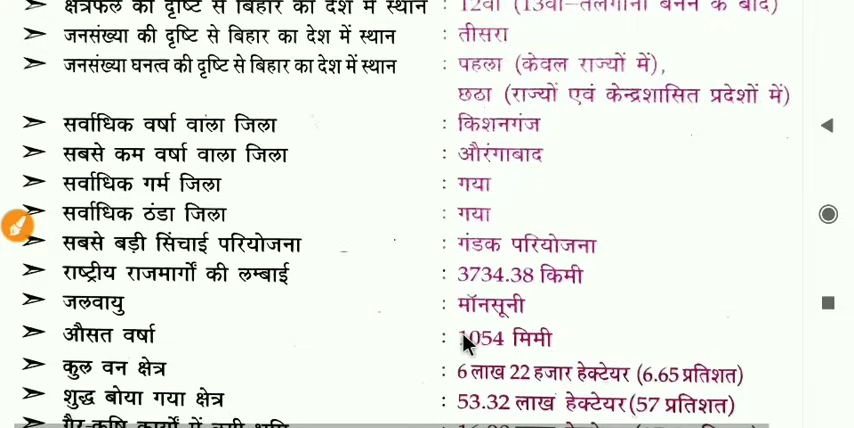 ➢ क्षेत्रफल की दृष्टि से बिहार का देश में स्थान : 12वाँ (13वाँ–तेलंगाना बनने के बाद)
➢ जनसंख्या की दृष्टि से बिहार का देश में स्थान : तीसरा
➢ जनसंख्या घनत्व की दृष्टि से बिहार का देश में स्थान : पहला (केवल राज्यों में),
छठा (राज्यों एवं केन्द्रशासित प्रदेशों में)
➢ सर्वाधिक वर्षा वाला जिला : किशनगंज
➢ सबसे कम वर्षा वाला जिला : औरंगाबाद
➢ सर्वाधिक गर्म जिला : गया
➢ सर्वाधिक ठंडा जिला : गया
➢ सबसे बड़ी सिंचाई परियोजना : गंडक परियोजना
➢ राष्ट्रीय राजमार्गों की लम्बाई : 3734.38 किमी
➢ जलवायु : मॉनसूनी
➢ औसत वर्षा : 1054 मिमी
➢ कुल वन क्षेत्र : 6 लाख 22 हजार हेक्टेयर (6.65 प्रतिशत)
➢ शुद्ध बोया गया क्षेत्र : 53.32 लाख हेक्टेयर (57 प्रतिशत)
➢ गैर-कृषि कार्यों में लगी भूमि :